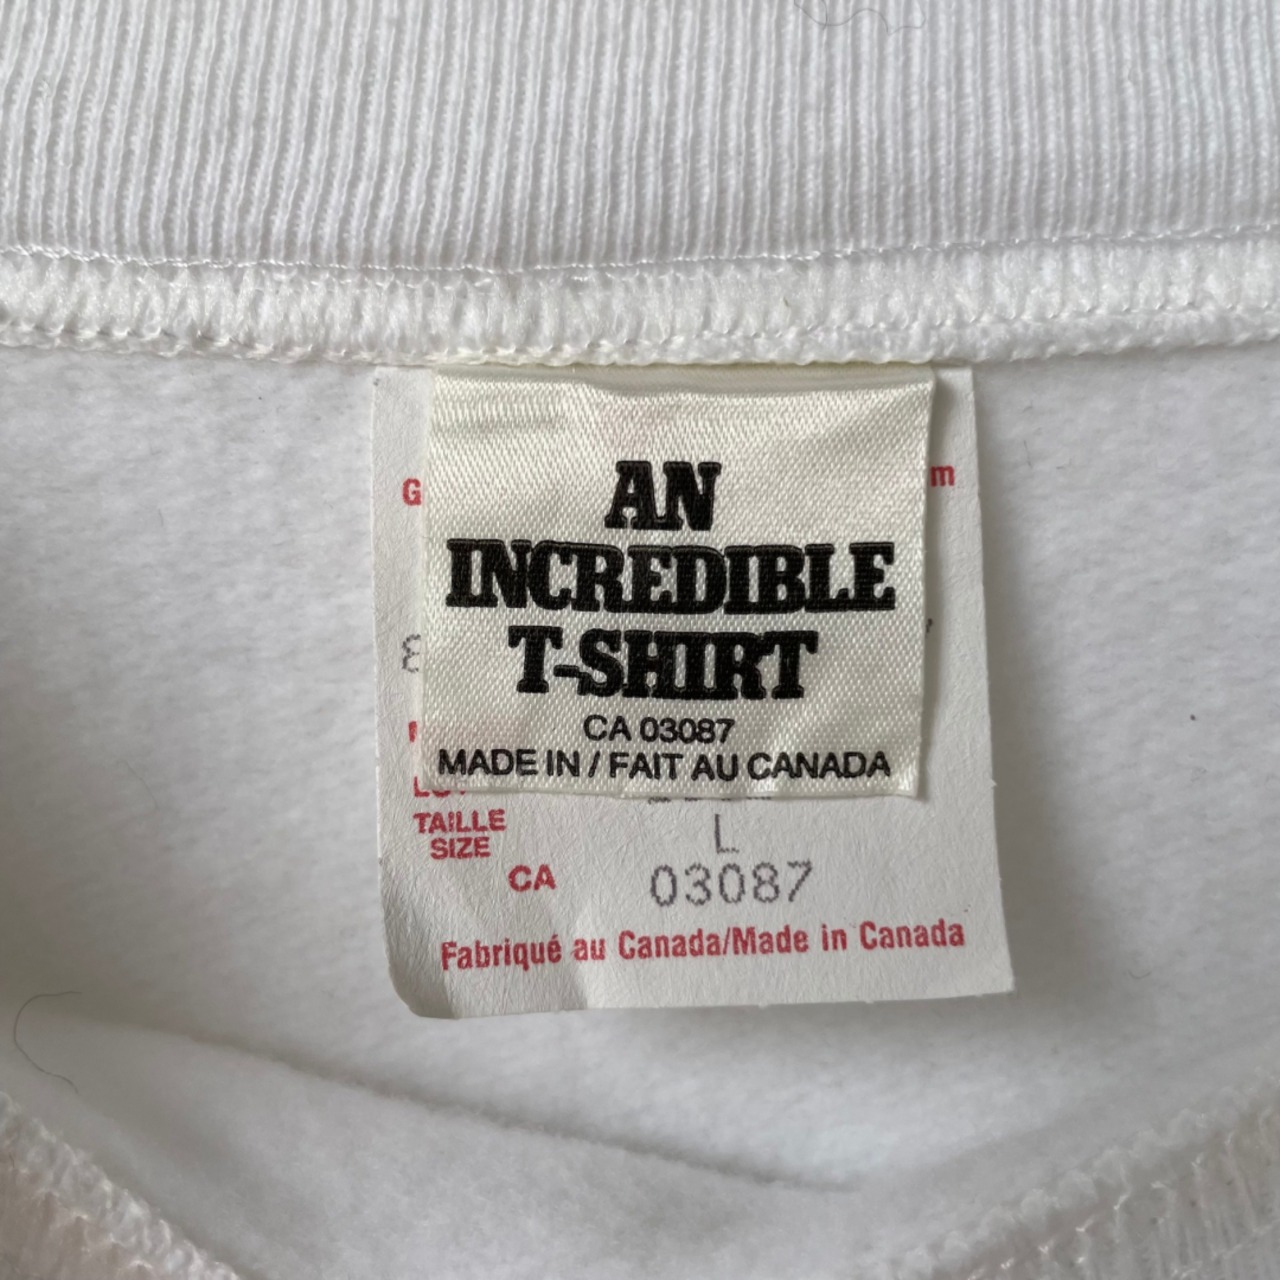 AN
INCREDIBLE
T-SHIRT
CA 03087
MADE IN / FAIT AU CANADA
TAILLE
SIZE
L
CA 03087
Fabriqué au Canada/Made in Canada